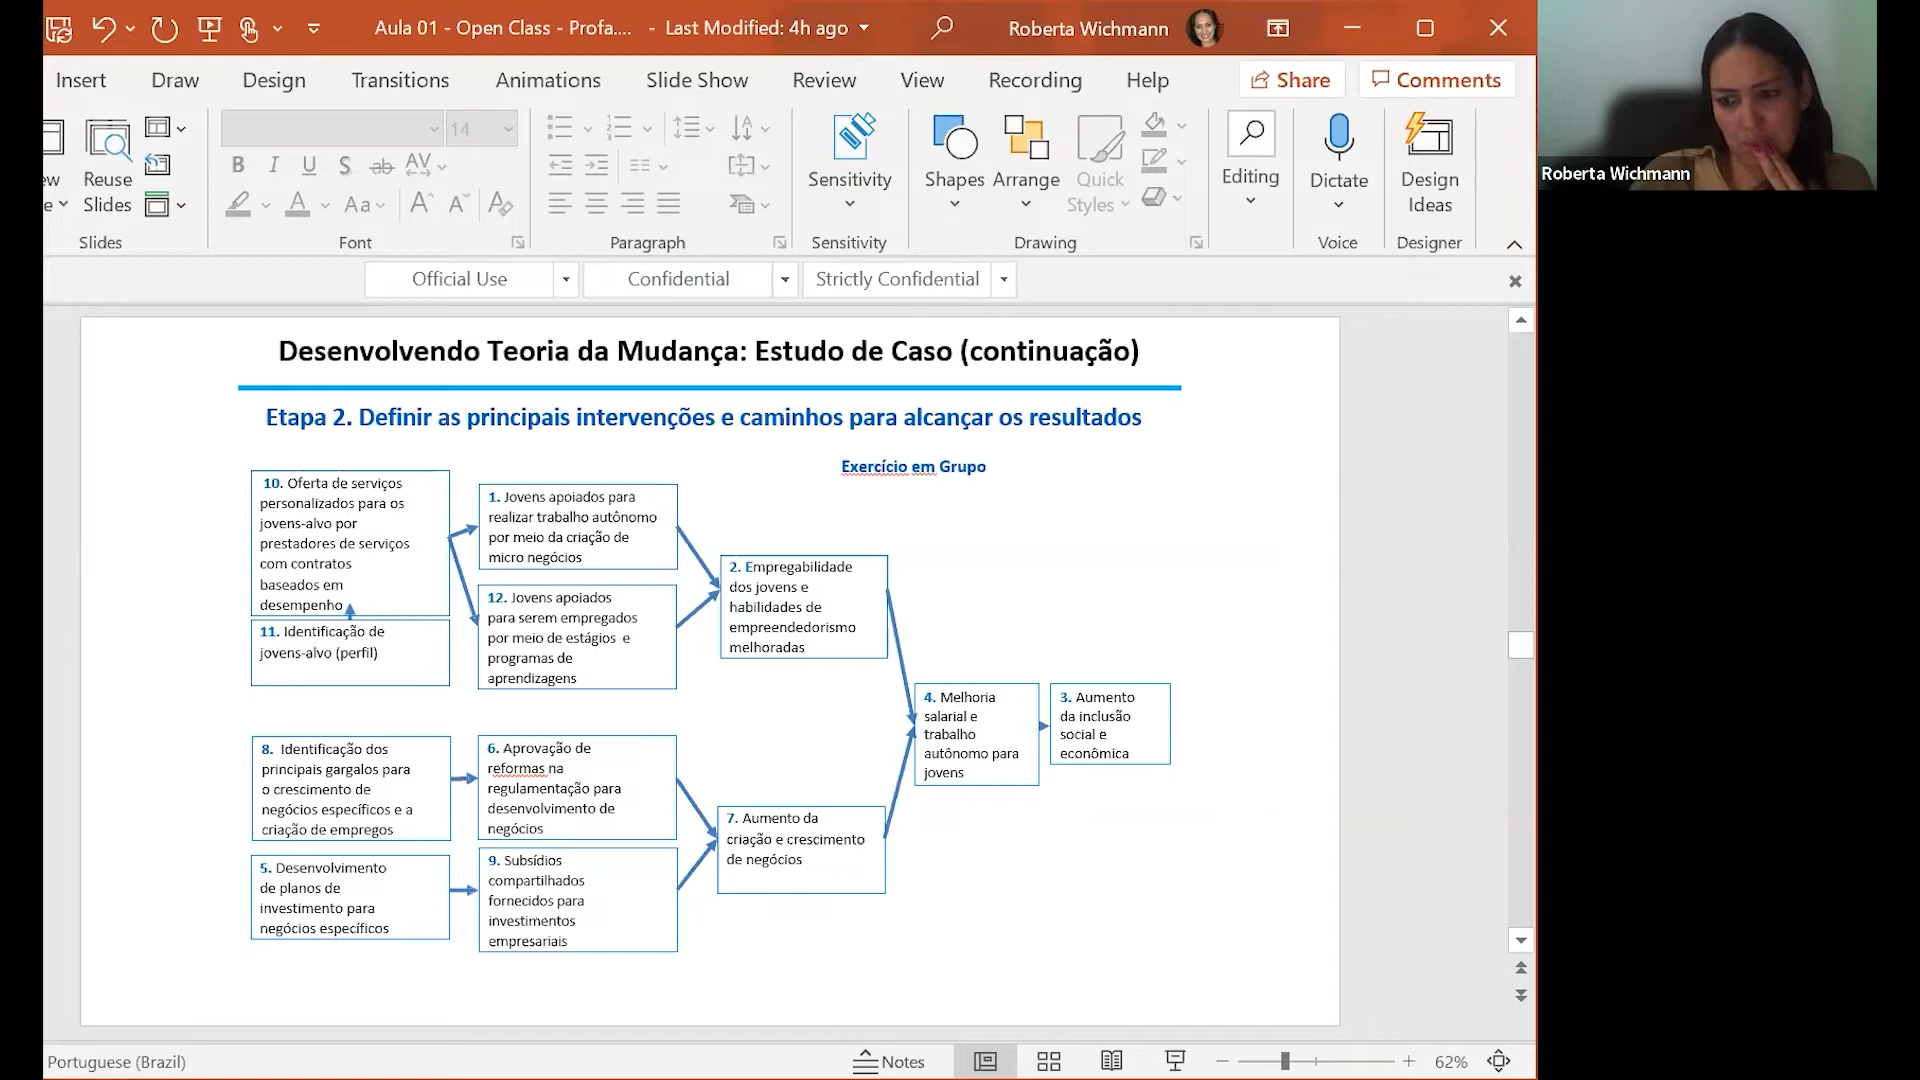 Aula 01 - Open Class - Profa.... - Last Modified: 4h ago
Roberta Wichmann
Insert Draw Design Transitions Animations Slide Show Review View Recording Help
Share Comments
Reuse
Slides
Slides
14
B I U S ab AV
A Aa A A A
Font
Paragraph
Sensitivity
Sensitivity
Shapes
Arrange
Quick
Styles
Drawing
Editing
Dictate
Voice
Design
Ideas
Designer
Roberta Wichmann
Official Use Confidential Strictly Confidential
Desenvolvendo Teoria da Mudança: Estudo de Caso (continuação)
Etapa 2. Definir as principais intervenções e caminhos para alcançar os resultados
Exercício em Grupo
10. Oferta de serviços
personalizados para os
jovens-alvo por
prestadores de serviços
com contratos
baseados em
desempenho
11. Identificação de
jovens-alvo (perfil)
1. Jovens apoiados para
realizar trabalho autônomo
por meio da criação de
micro negócios
12. Jovens apoiados
para serem empregados
por meio de estágios e
programas de
aprendizagens
2. Empregabilidade
dos jovens e
habilidades de
empreendedorismo
melhoradas
4. Melhoria
salarial e
trabalho
autônomo para
jovens
3. Aumento
da inclusão
social e
econômica
8. Identificação dos
principais gargalos para
o crescimento de
negócios específicos e a
criação de empregos
6. Aprovação de
reformas na
regulamentação para
desenvolvimento de
negócios
7. Aumento da
criação e crescimento
de negócios
5. Desenvolvimento
de planos de
investimento para
negócios específicos
9. Subsídios
compartilhados
fornecidos para
investimentos
empresariais
Portuguese (Brazil)
Notes
62%